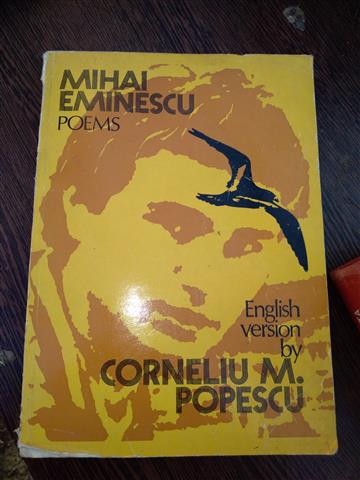 MIHAI
EMINESCU
POEMS
English
version
by
CORNELIU M.
POPESCU